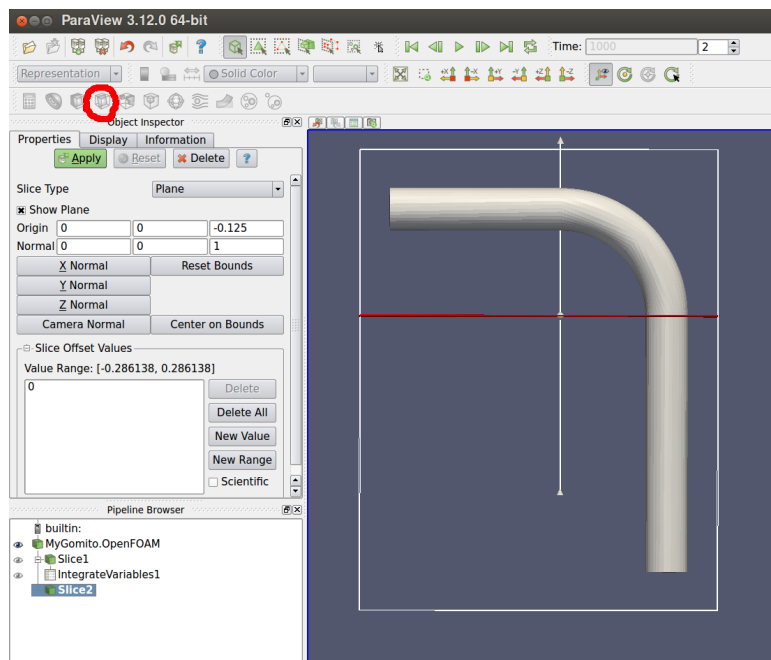 ParaView 3.12.0 64-bit
Time: 1000 2
Representation Solid Color
+X -X +Y -Y +Z -Z
Object Inspector
Properties Display Information
Apply Reset Delete ?
Slice Type Plane
Show Plane
Origin 0 0 -0.125
Normal 0 0 1
X Normal Reset Bounds
Y Normal
Z Normal
Camera Normal Center on Bounds
Slice Offset Values
Value Range: [-0.286138, 0.286138]
0 Delete
Delete All
New Value
New Range
Scientific
Pipeline Browser
builtin:
MyGomito.OpenFOAM
Slice1
IntegrateVariables1
Slice2